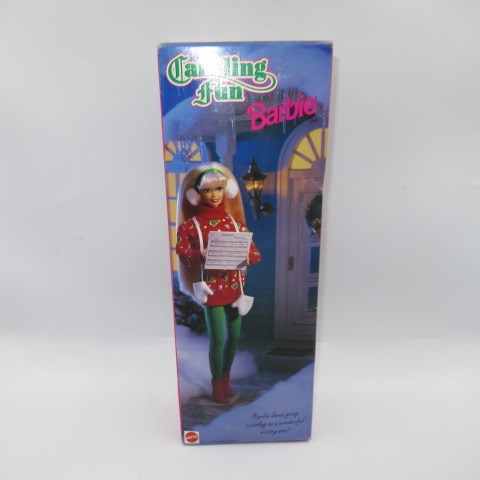 Caroling
Fun
Barbie
Barbie loves going
caroling on a wonderful
wintry eve!
MATTEL